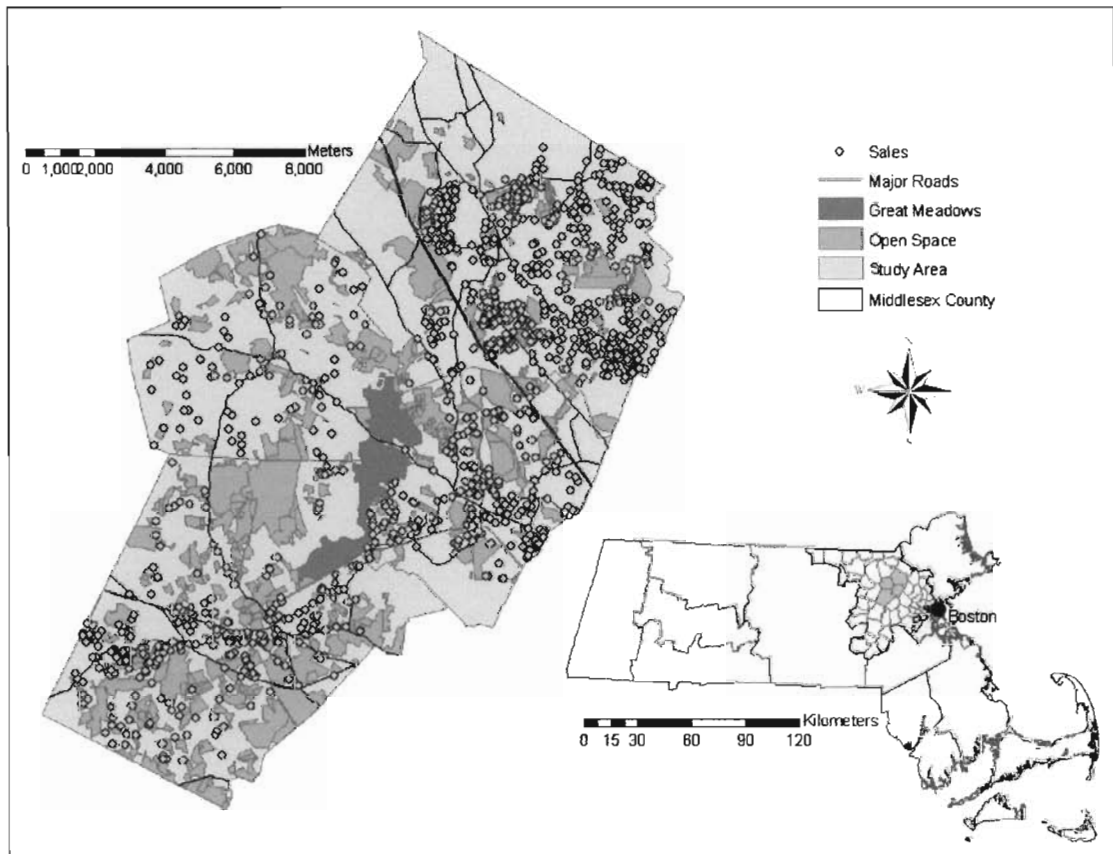 Meters
0 1,000 2,000 4,000 6,000 8,000
Sales
Major Roads
Great Meadows
Open Space
Study Area
Middlesex County
W
Boston
Kilometers
0 15 30 60 90 120